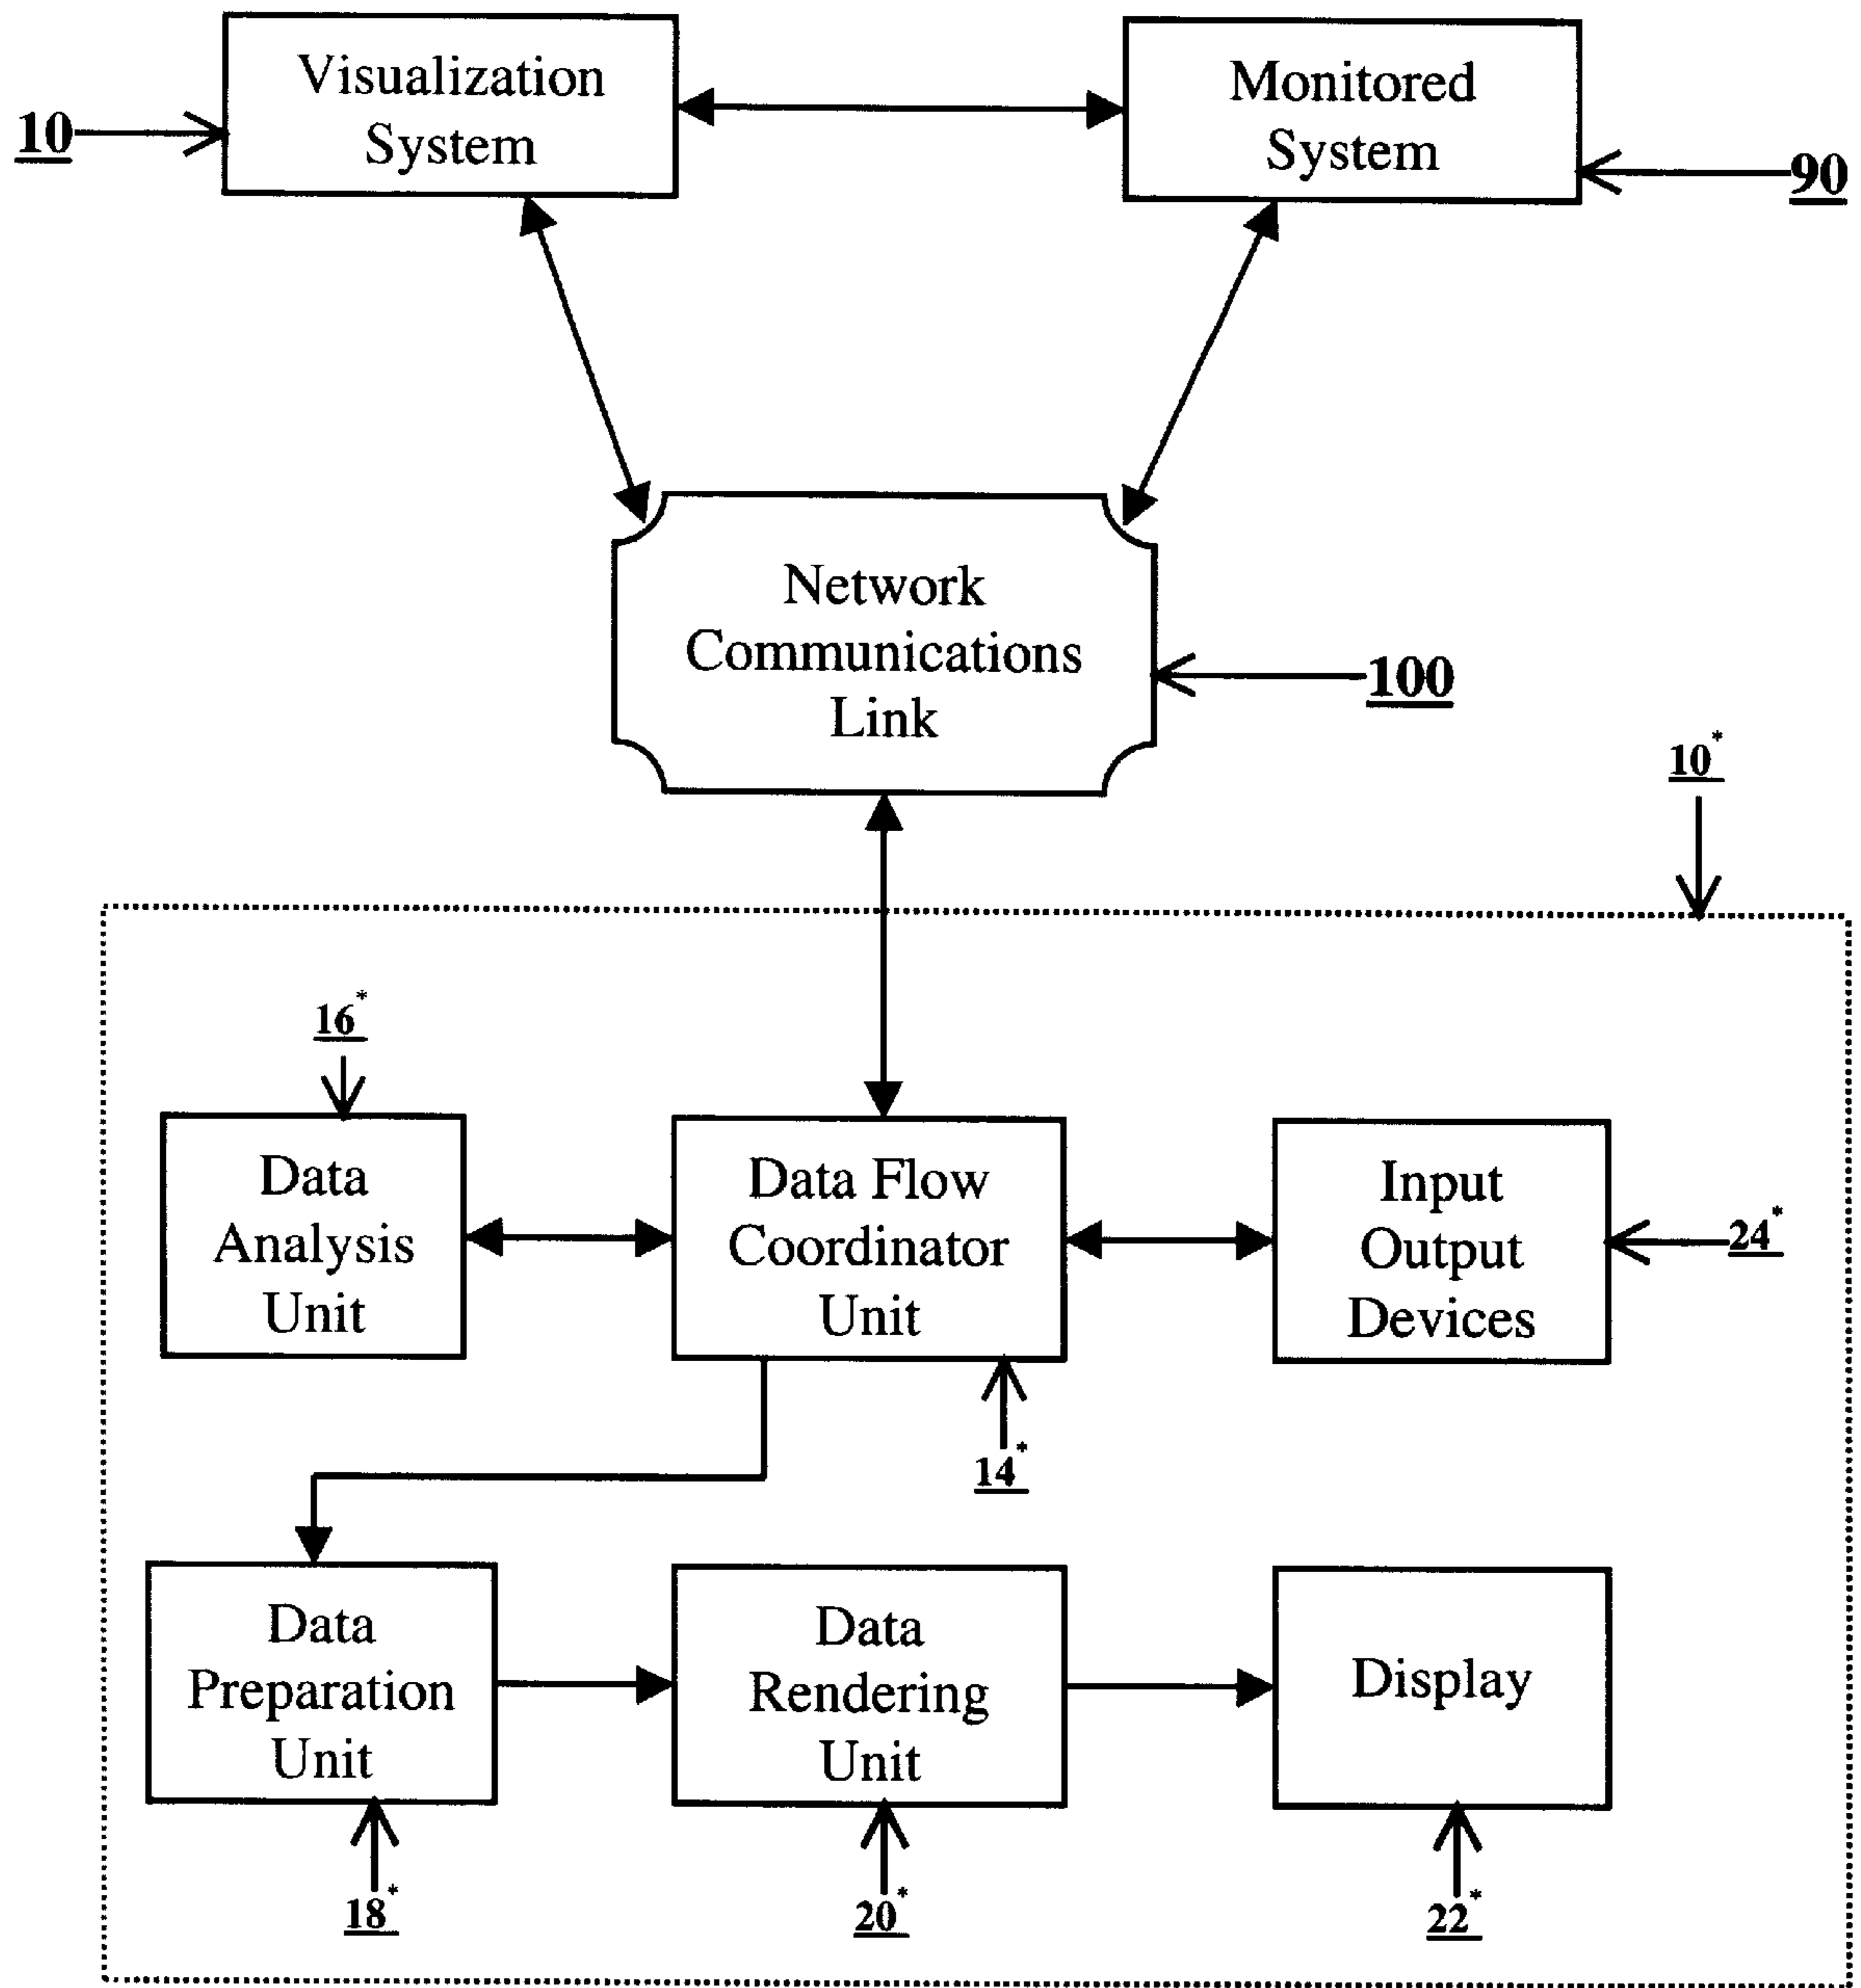 Visualization
System
Monitored
System
10
90
Network
Communications
Link
100
10*
16*
Data
Analysis
Unit
Data Flow
Coordinator
Unit
Input
Output
Devices
24*
14*
Data
Preparation
Unit
Data
Rendering
Unit
Display
18*
20*
22*